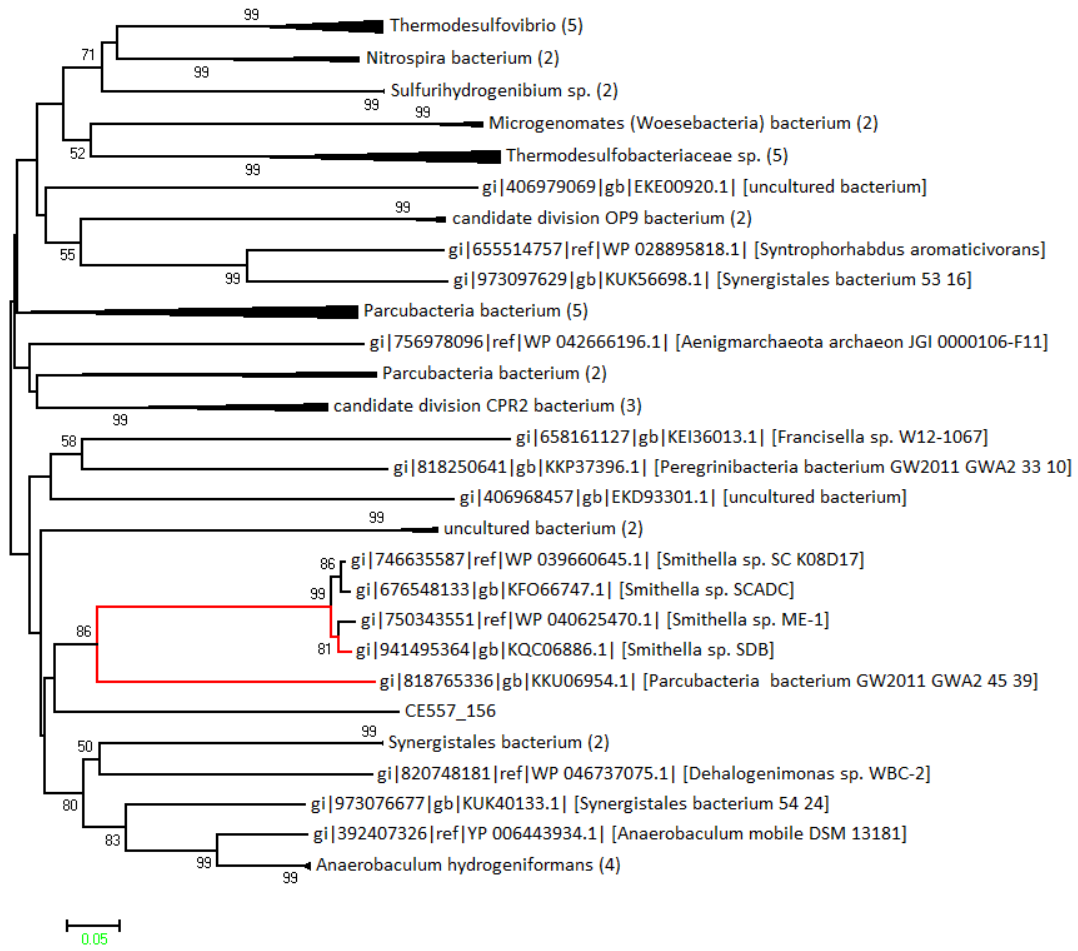 99
Thermodesulfovibrio (5)
71
Nitrospira bacterium (2)
99
Sulfurihydrogenibium sp. (2)
99
99
Microgenomates (Woesebacteria) bacterium (2)
52
Thermodesulfobacteriaceae sp. (5)
99
gi|406979069|gb|EKE00920.1| [uncultured bacterium]
99
candidate division OP9 bacterium (2)
55
gi|655514757|ref|WP 028895818.1| [Syntrophorhabdus aromaticivorans]
99
gi|973097629|gb|KUK56698.1| [Synergistales bacterium 53 16]
Parcubacteria bacterium (5)
gi|756978096|ref|WP 042666196.1| [Aenigmarchaeota archaeon JGI 0000106-F11]
Parcubacteria bacterium (2)
candidate division CPR2 bacterium (3)
99
58
gi|658161127|gb|KEI36013.1| [Francisella sp. W12-1067]
gi|818250641|gb|KKP37396.1| [Peregrinibacteria bacterium GW2011 GWA2 33 10]
gi|406968457|gb|EKD93301.1| [uncultured bacterium]
99
uncultured bacterium (2)
86
gi|746635587|ref|WP 039660645.1| [Smithella sp. SC K08D17]
99
gi|676548133|gb|KFO66747.1| [Smithella sp. SCADC]
gi|750343551|ref|WP 040625470.1| [Smithella sp. ME-1]
86
81
gi|941495364|gb|KQC06886.1| [Smithella sp. SDB]
gi|818765336|gb|KKU06954.1| [Parcubacteria bacterium GW2011 GWA2 45 39]
CE557_156
99
Synergistales bacterium (2)
50
gi|820748181|ref|WP 046737075.1| [Dehalogenimonas sp. WBC-2]
80
gi|973076677|gb|KUK40133.1| [Synergistales bacterium 54 24]
83
gi|392407326|ref|YP 006443934.1| [Anaerobaculum mobile DSM 13181]
99
Anaerobaculum hydrogeniformans (4)
99
0.05